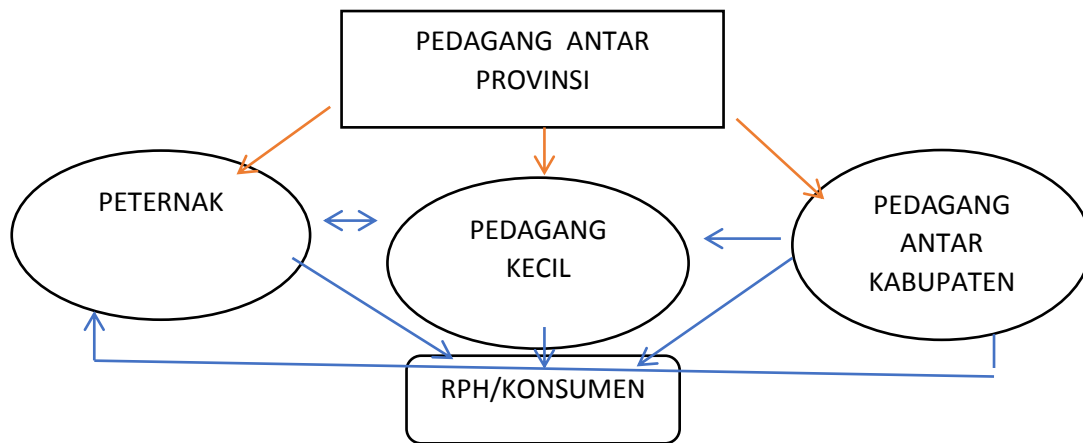 PEDAGANG ANTAR
PROVINSI
PETERNAK
PEDAGANG
KECIL
PEDAGANG
ANTAR
KABUPATEN
RPH/KONSUMEN